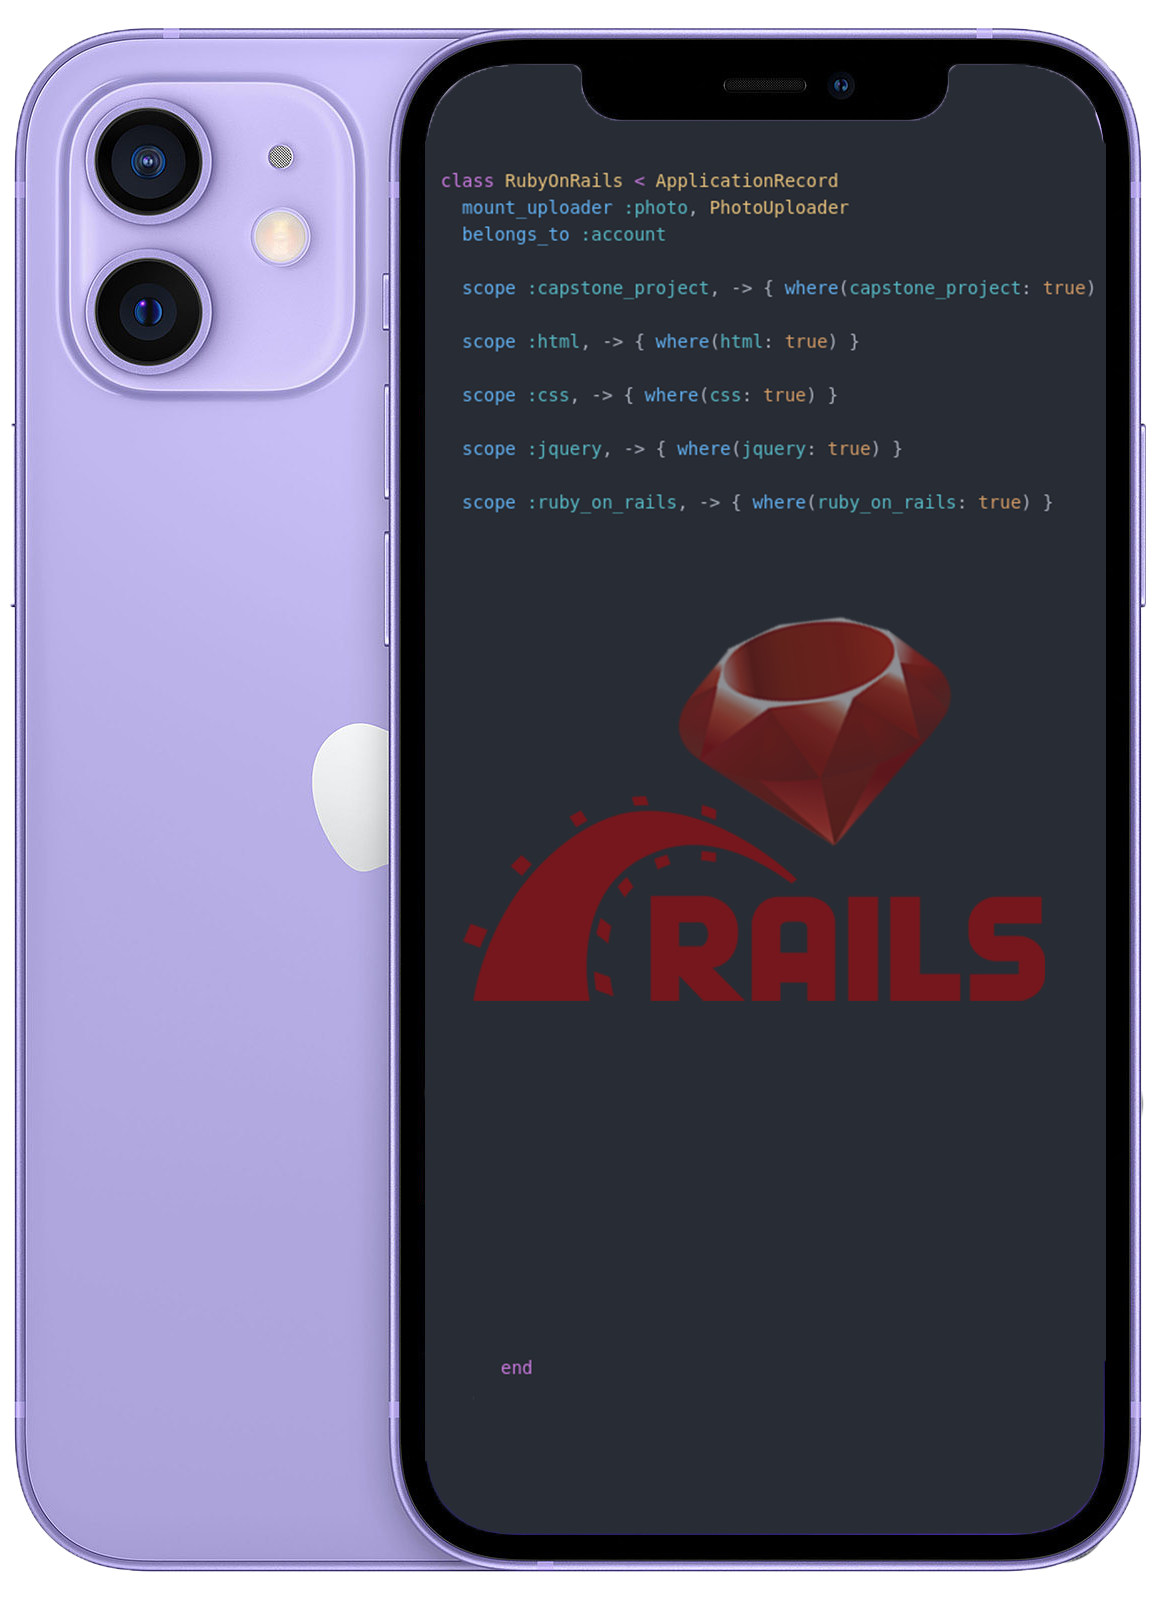 class RubyOnRails < ApplicationRecord
mount_uploader :photo, PhotoUploader
belongs_to :account
scope :capstone_project, -> { where(capstone_project: true)
scope :html, -> { where(html: true) }
scope :css, -> { where(css: true) }
scope :jquery, -> { where(jquery: true) }
scope :ruby_on_rails, -> { where(ruby_on_rails: true) }
RAILS
end